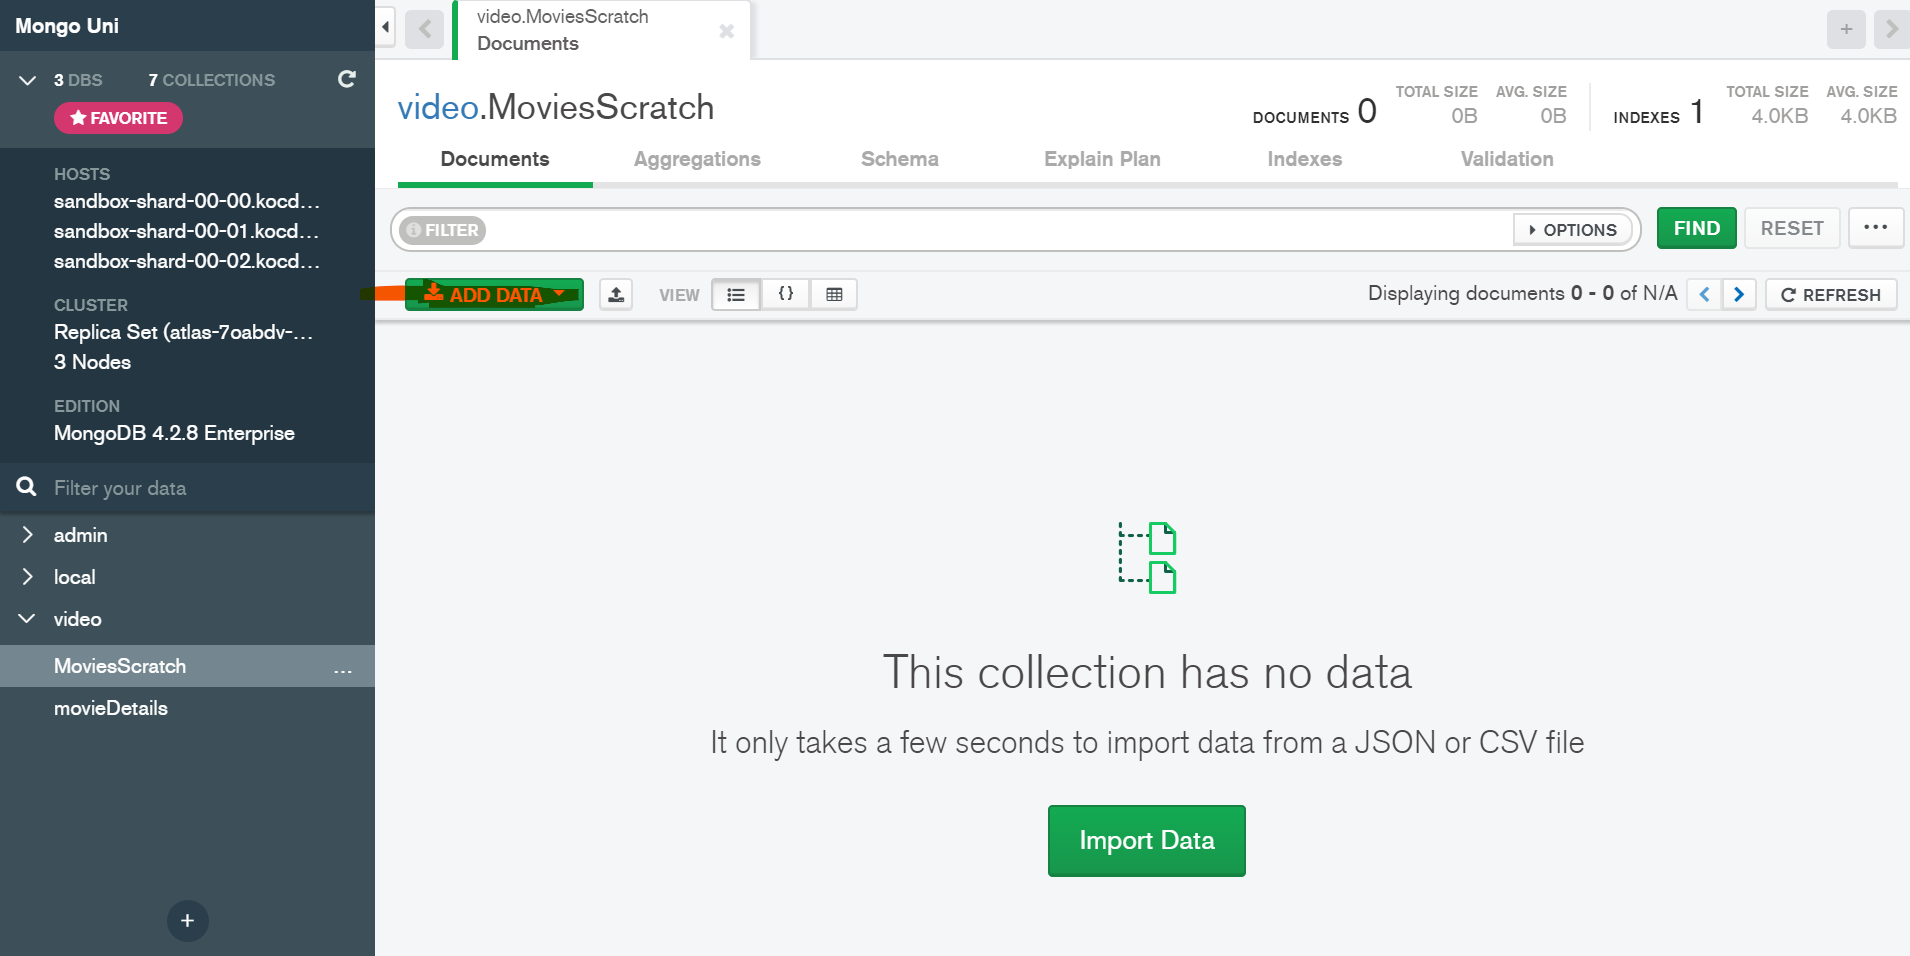 Mongo Uni
3 DBS 7 COLLECTIONS
FAVORITE
HOSTS
sandbox-shard-00-00.kocd...
sandbox-shard-00-01.kocd...
sandbox-shard-00-02.kocd...
CLUSTER
Replica Set (atlas-7oabdv-...
3 Nodes
EDITION
MongoDB 4.2.8 Enterprise
Filter your data
admin
local
video
MoviesScratch ...
movieDetails
+
video.MoviesScratch
Documents
+
video.MoviesScratch
DOCUMENTS 0
TOTAL SIZE AVG. SIZE
0B 0B
INDEXES 1
TOTAL SIZE AVG. SIZE
4.0KB 4.0KB
Documents Aggregations Schema Explain Plan Indexes Validation
FILTER OPTIONS FIND RESET ...
ADD DATA VIEW {} Displaying documents 0 - 0 of N/A REFRESH
This collection has no data
It only takes a few seconds to import data from a JSON or CSV file
Import Data